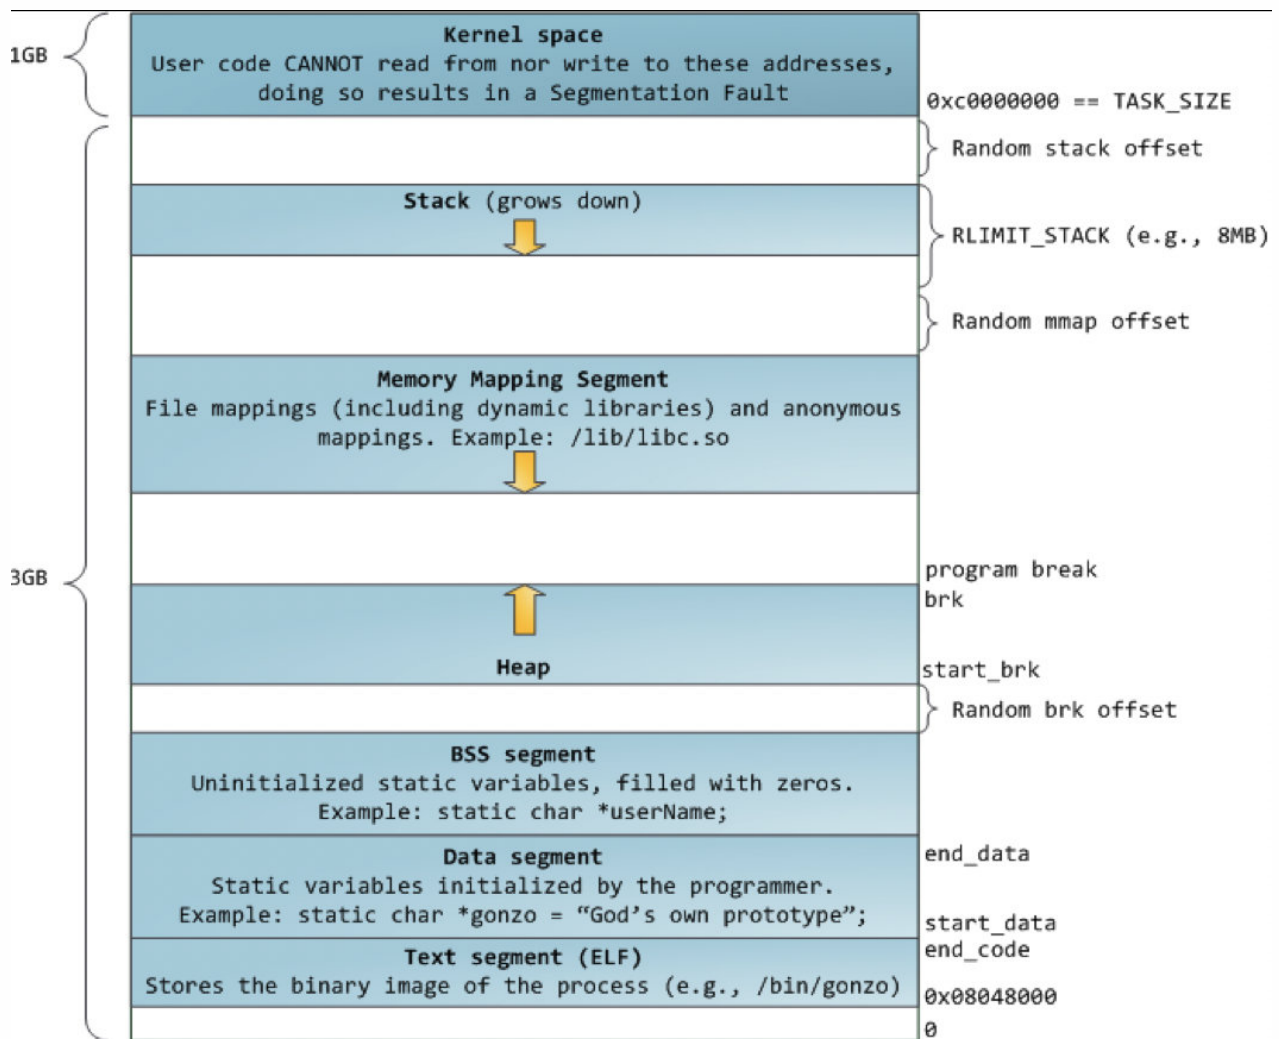 Kernel space
1GB
User code CANNOT read from nor write to these addresses,
doing so results in a Segmentation Fault
0xc0000000 == TASK_SIZE
Random stack offset
Stack (grows down)
RLIMIT_STACK (e.g., 8MB)
Random mmap offset
Memory Mapping Segment
File mappings (including dynamic libraries) and anonymous
mappings. Example: /lib/libc.so
3GB
program break
brk
Heap
start_brk
Random brk offset
BSS segment
Uninitialized static variables, filled with zeros.
Example: static char *userName;
Data segment
end_data
Static variables initialized by the programmer.
Example: static char *gonzo = “God’s own prototype”;
start_data
end_code
Text segment (ELF)
Stores the binary image of the process (e.g., /bin/gonzo)
0x08048000
0